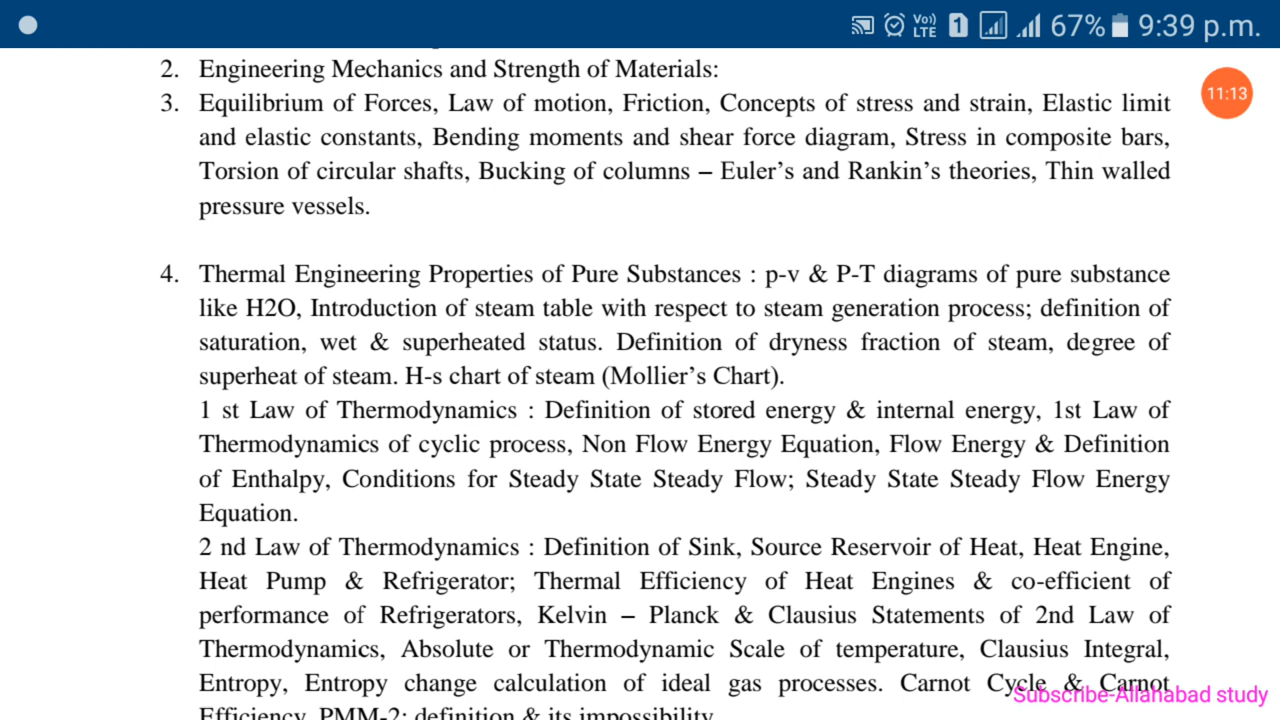 Vo)) LTE 1 67% 9:39 p.m.
2. Engineering Mechanics and Strength of Materials:
11:13
3. Equilibrium of Forces, Law of motion, Friction, Concepts of stress and strain, Elastic limit
and elastic constants, Bending moments and shear force diagram, Stress in composite bars,
Torsion of circular shafts, Bucking of columns – Euler’s and Rankin’s theories, Thin walled
pressure vessels.
4. Thermal Engineering Properties of Pure Substances : p-v & P-T diagrams of pure substance
like H2O, Introduction of steam table with respect to steam generation process; definition of
saturation, wet & superheated status. Definition of dryness fraction of steam, degree of
superheat of steam. H-s chart of steam (Mollier’s Chart).
1 st Law of Thermodynamics : Definition of stored energy & internal energy, 1st Law of
Thermodynamics of cyclic process, Non Flow Energy Equation, Flow Energy & Definition
of Enthalpy, Conditions for Steady State Steady Flow; Steady State Steady Flow Energy
Equation.
2 nd Law of Thermodynamics : Definition of Sink, Source Reservoir of Heat, Heat Engine,
Heat Pump & Refrigerator; Thermal Efficiency of Heat Engines & co-efficient of
performance of Refrigerators, Kelvin – Planck & Clausius Statements of 2nd Law of
Thermodynamics, Absolute or Thermodynamic Scale of temperature, Clausius Integral,
Entropy, Entropy change calculation of ideal gas processes. Carnot Cycle & Carnot
Subscribe-Allahabad study
Efficiency, PMM-2; definition & its impossibility